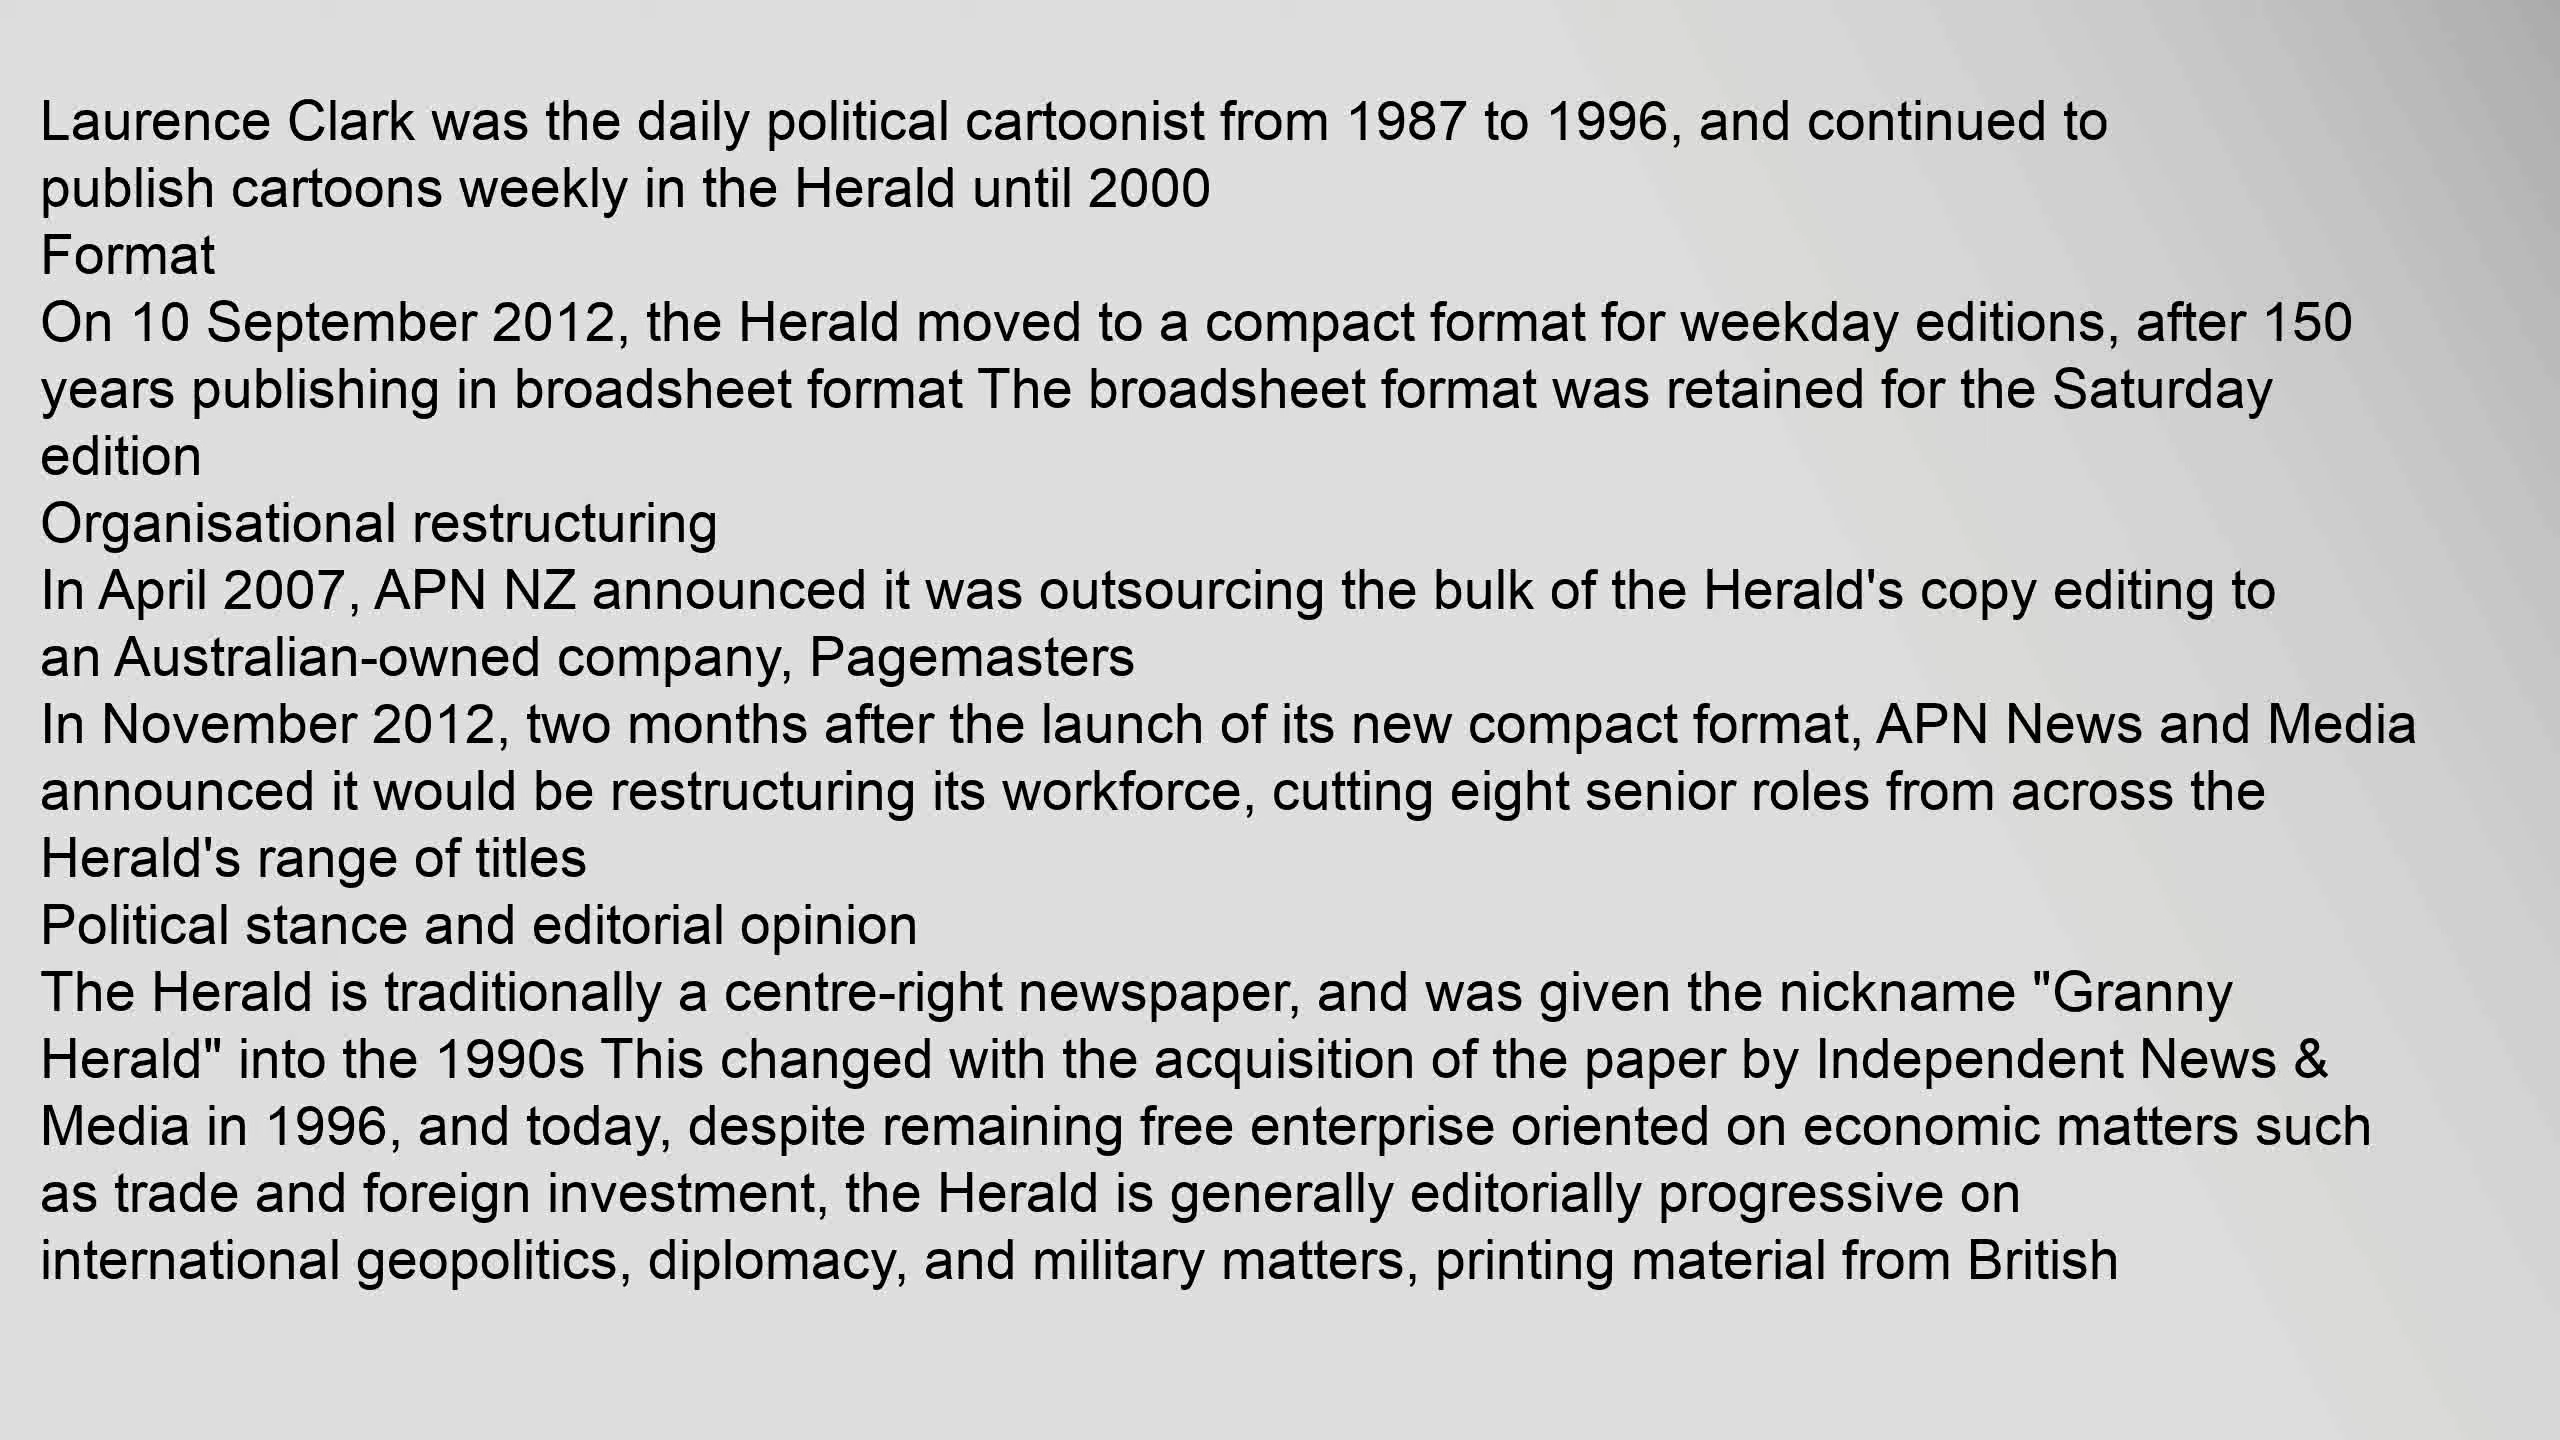 Laurence Clark was the daily political cartoonist from 1987 to 1996, and continued to
publish cartoons weekly in the Herald until 2000
Format
On 10 September 2012, the Herald moved to a compact format for weekday editions, after 150
years publishing in broadsheet format The broadsheet format was retained for the Saturday
edition
Organisational restructuring
In April 2007, APN NZ announced it was outsourcing the bulk of the Herald's copy editing to
an Australian-owned company, Pagemasters
In November 2012, two months after the launch of its new compact format, APN News and Media
announced it would be restructuring its workforce, cutting eight senior roles from across the
Herald's range of titles
Political stance and editorial opinion
The Herald is traditionally a centre-right newspaper, and was given the nickname "Granny
Herald" into the 1990s This changed with the acquisition of the paper by Independent News &
Media in 1996, and today, despite remaining free enterprise oriented on economic matters such
as trade and foreign investment, the Herald is generally editorially progressive on
international geopolitics, diplomacy, and military matters, printing material from British